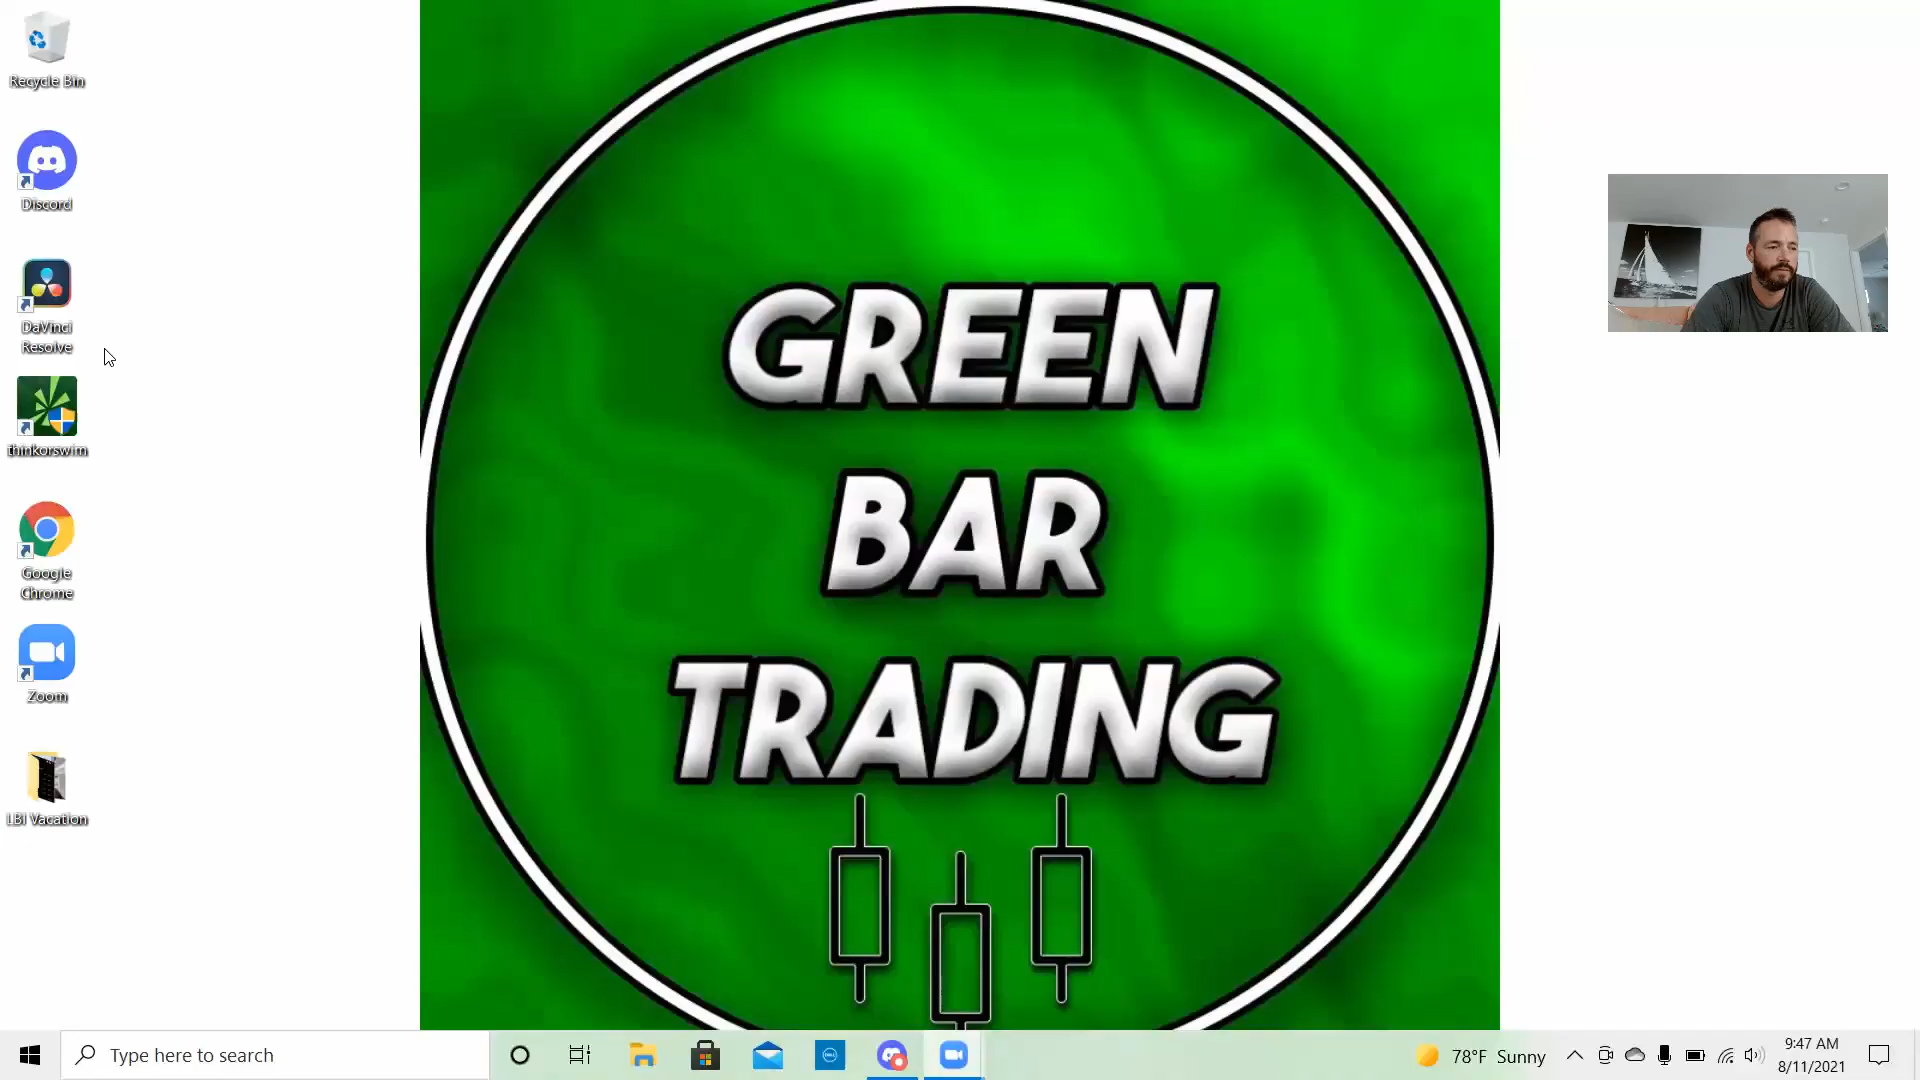 Recycle Bin
Discord
DaVinci
Resolve
thinkorswim
Google
Chrome
Zoom
LBI Vacation
GREEN
BAR
TRADING
Type here to search
DELL
78°F Sunny
9:47 AM
8/11/2021